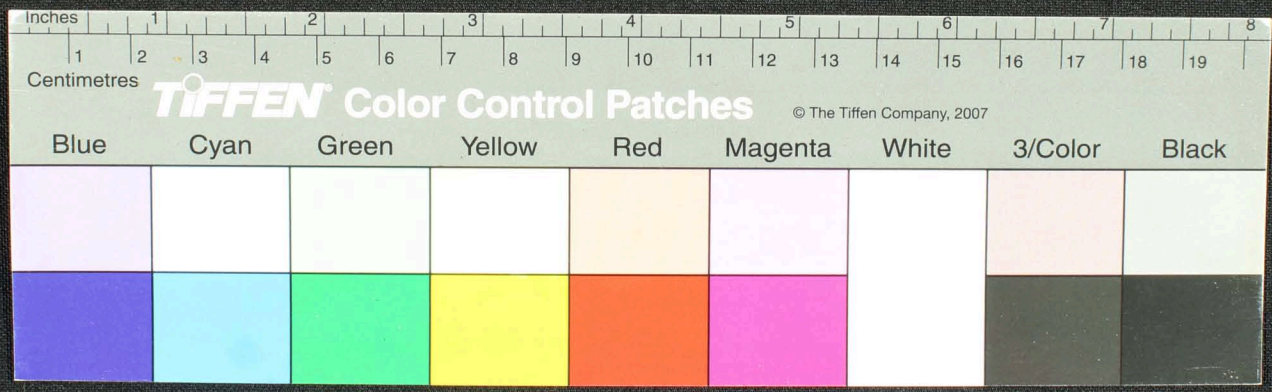 Inches 1 2 3 4 5 6 7 8
1 2 3 4 5 6 7 8 9 10 11 12 13 14 15 16 17 18 19
Centimetres
TIFFEN® Color Control Patches © The Tiffen Company, 2007
Blue Cyan Green Yellow Red Magenta White 3/Color Black